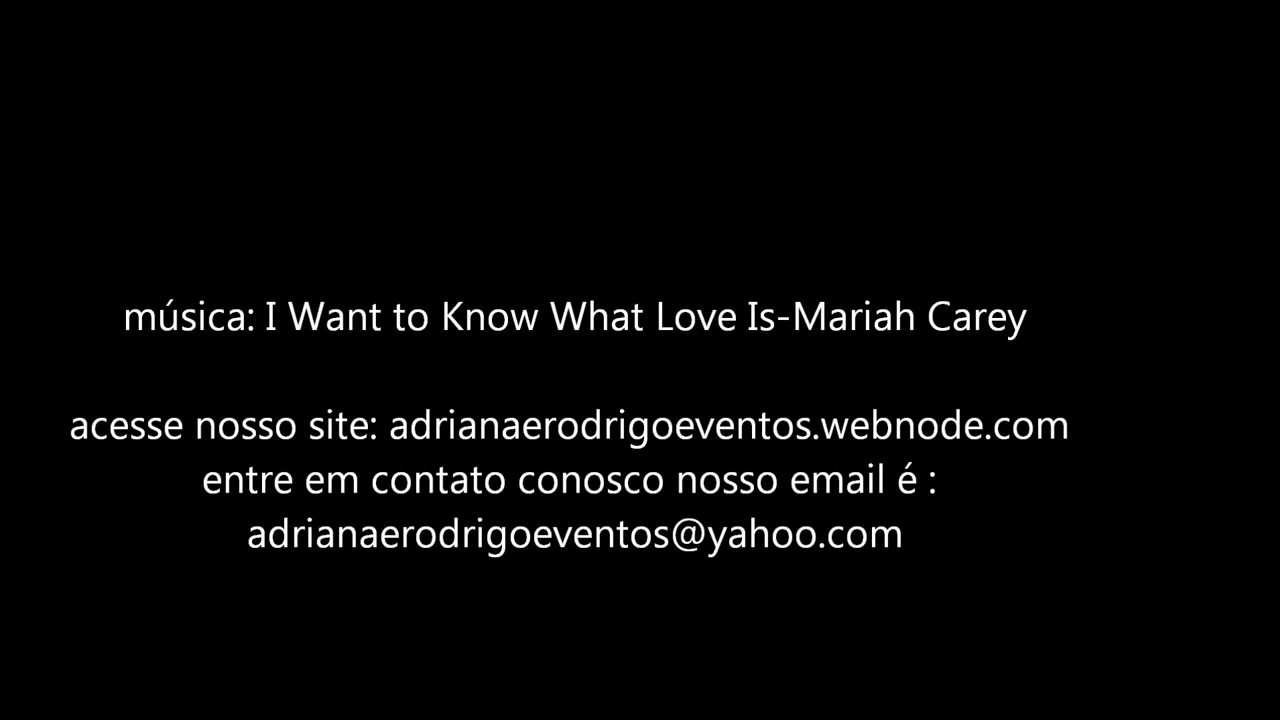 música: I Want to Know What Love Is-Mariah Carey
acesse nosso site: adrianaerodrigoeventos.webnode.com
entre em contato conosco nosso email é :
adrianaerodrigoeventos@yahoo.com